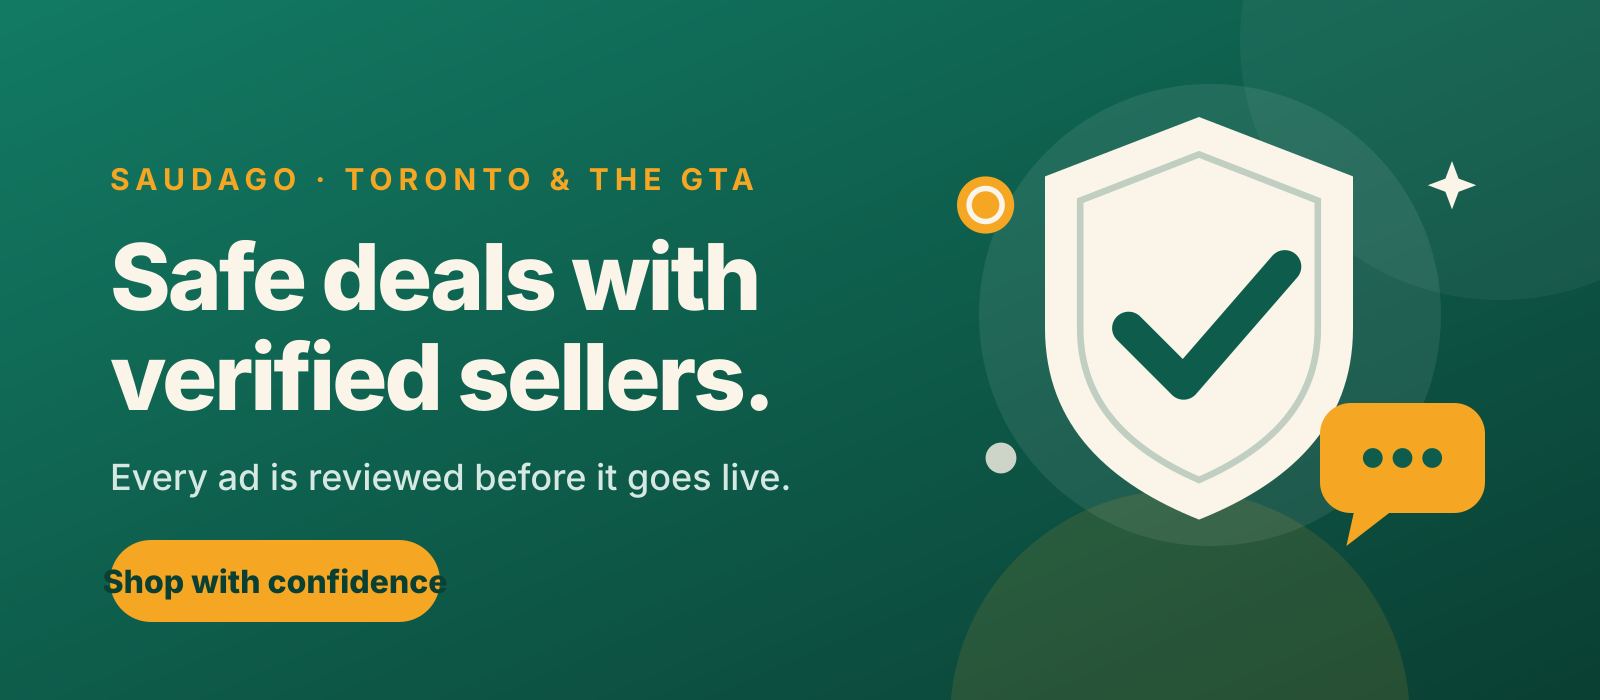 SAUDAGO · TORONTO & THE GTA
Safe deals with
verified sellers.
Every ad is reviewed before it goes live.
Shop with confidence